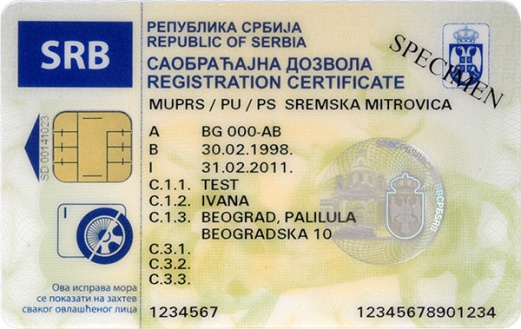 SRB
РЕПУБЛИКА СРБИЈА
REPUBLIC OF SERBIA
САОБРАЋАЈНА ДОЗВОЛА
REGISTRATION CERTIFICATE
SPECIMEN
MUPRS / PU / PS SREMSKA MITROVICA
A BG 000-AB
B 30.02.1998.
I 31.02.2011.
C.1.1. TEST
C.1.2. IVANA
C.1.3. BEOGRAD, PALILULA
BEOGRADSKA 10
C.3.1.
C.3.2.
C.3.3.
SD 00141023
Ова исправа мора
се показати на захтев
сваког овлашћеног лица
1234567 12345678901234